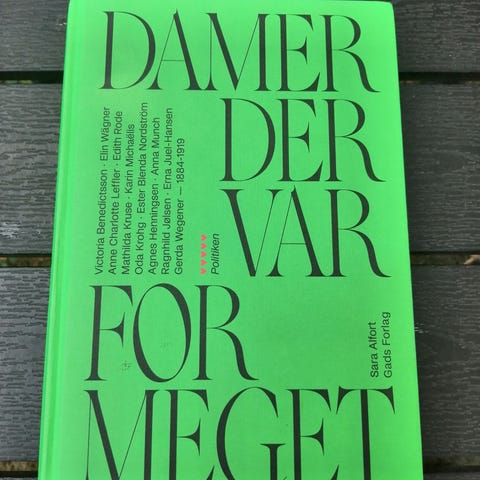 DAMER
DER
VAR
FOR
MEGET
Victoria Benedictsson · Elin Wägner
Anne Charlotte Leffler · Edith Rode
Mathilda Kruse · Karin Michaëlis
Oda Krohg · Ester Blenda Nordström
Agnes Henningsen · Anna Munch
Ragnhild Jølsen · Erna Juel-Hansen
Gerda Wegener — 1884-1919
♥♥♥♥♥
Politiken
Sara Alfort
Gads Forlag